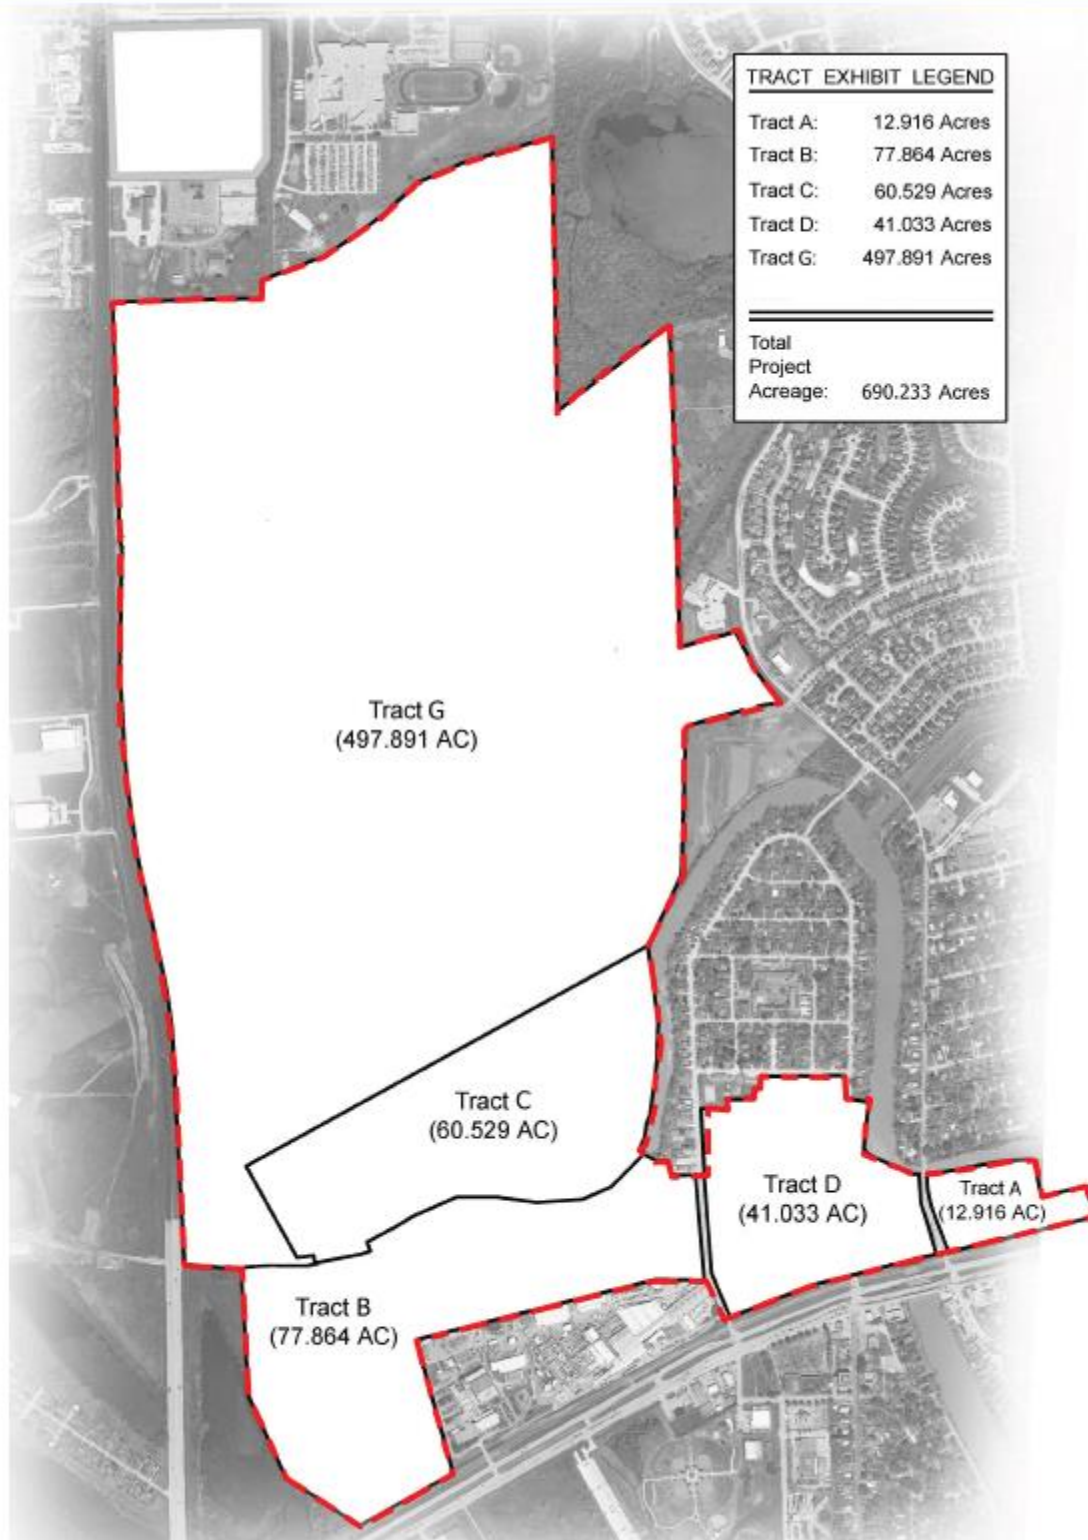 TRACT EXHIBIT LEGEND
Tract A: 12.916 Acres
Tract B: 77.864 Acres
Tract C: 60.529 Acres
Tract D: 41.033 Acres
Tract G: 497.891 Acres
Total
Project
Acreage: 690.233 Acres
Tract G
(497.891 AC)
Tract C
(60.529 AC)
Tract D
(41.033 AC)
Tract A
(12.916 AC)
Tract B
(77.864 AC)